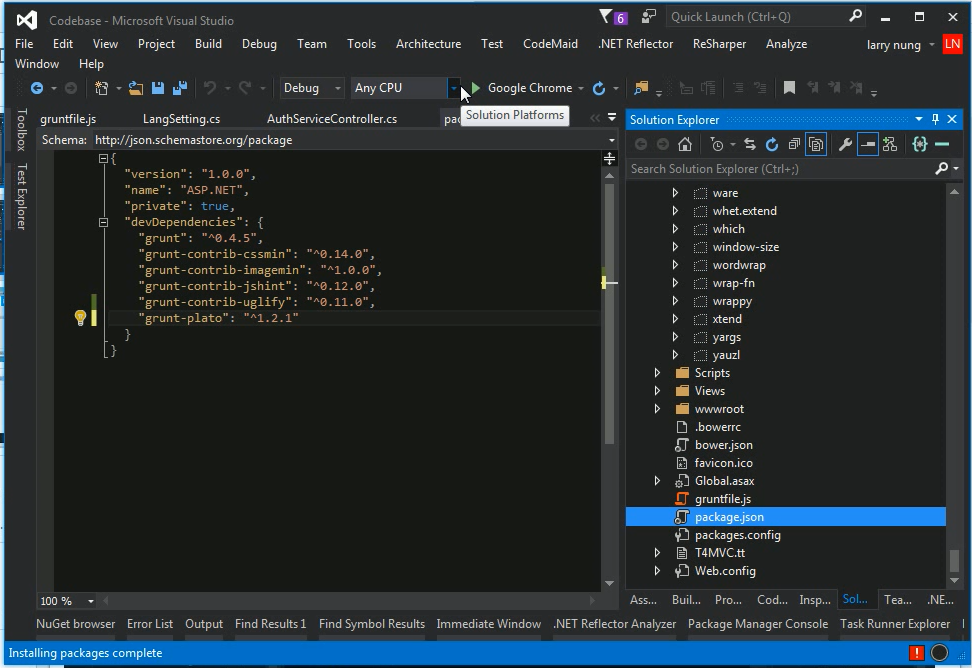 Codebase - Microsoft Visual Studio
6
Quick Launch (Ctrl+Q)
File Edit View Project Build Debug Team Tools Architecture Test CodeMaid .NET Reflector ReSharper Analyze
larry nung
LN
Window Help
Debug
Any CPU
Google Chrome
Solution Platforms
gruntfile.js
LangSetting.cs
AuthServiceController.cs
Toolbox
Test Explorer
Schema: http://json.schemastore.org/package
{
"version": "1.0.0",
"name": "ASP.NET",
"private": true,
"devDependencies": {
"grunt": "^0.4.5",
"grunt-contrib-cssmin": "^0.14.0",
"grunt-contrib-imagemin": "^1.0.0",
"grunt-contrib-jshint": "^0.12.0",
"grunt-contrib-uglify": "^0.11.0",
"grunt-plato": "^1.2.1"
}
}
100 %
Solution Explorer
Search Solution Explorer (Ctrl+;)
ware
whet.extend
which
window-size
wordwrap
wrap-fn
wrappy
xtend
yargs
yauzl
Scripts
Views
wwwroot
.bowerrc
bower.json
favicon.ico
Global.asax
gruntfile.js
package.json
packages.config
T4MVC.tt
Web.config
Ass... Buil... Pro... Cod... Insp... Sol... Tea... .NE...
NuGet browser Error List Output Find Results 1 Find Symbol Results Immediate Window .NET Reflector Analyzer Package Manager Console Task Runner Explorer
Installing packages complete